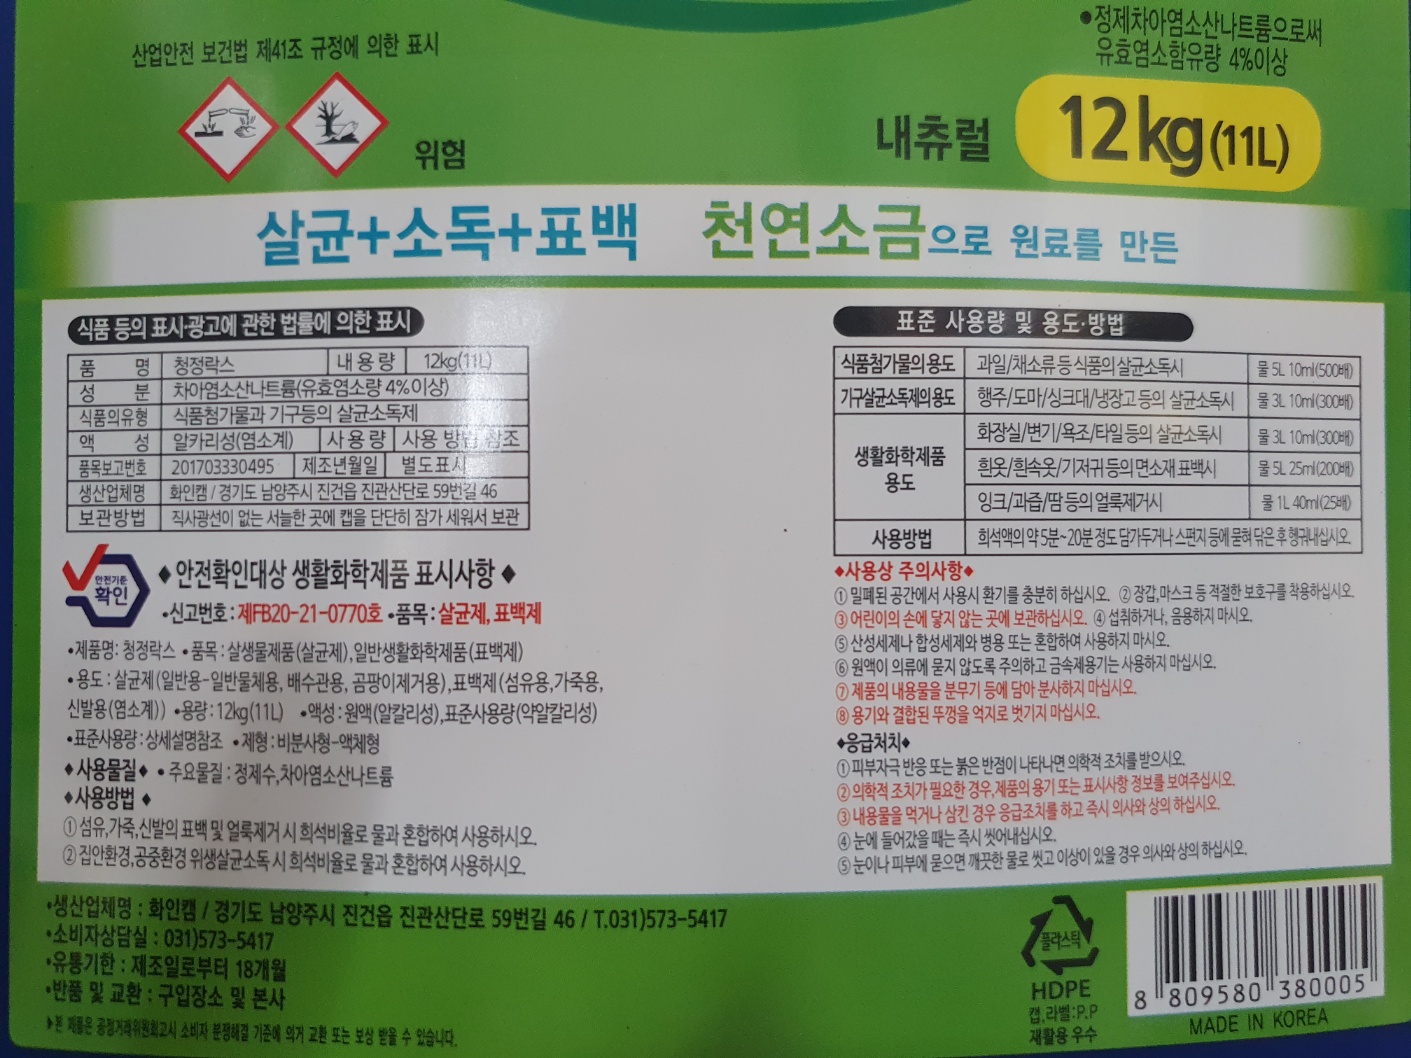 산업안전 보건법 제41조 규정에 의한 표시
위험
•정제차아염소산나트륨으로써
유효염소함유량 4%이상
내츄럴 12kg(11L)
살균+소독+표백 천연소금으로 원료를 만든
식품 등의 표시·광고에 관한 법률에 의한 표시
품 명 청정락스 내용량 12kg(11L)
성 분 차아염소산나트륨(유효염소량 4%이상)
식품의유형 식품첨가물과 기구등의 살균소독제
액 성 알카리성(염소계) 사용량 사용 방법 참조
품목보고번호 201703330495 제조년월일 별도표시
생산업체명 화인캠 / 경기도 남양주시 진건읍 진관산단로 59번길 46
보관방법 직사광선이 없는 서늘한 곳에 캡을 단단히 잠가 세워서 보관
안전기준
확인
◆안전확인대상 생활화학제품 표시사항◆
•신고번호:제FB20-21-0770호 •품목:살균제, 표백제
•제품명: 청정락스 •품목:살생물제품(살균제),일반생활화학제품(표백제)
•용도:살균제(일반용-일반물체용, 배수관용, 곰팡이제거용),표백제(섬유용,가죽용,
신발용(염소계)) •용량:12kg(11L) •액성:원액(알칼리성),표준사용량(약알칼리성)
•표준사용량:상세설명참조 •제형:비분사형-액체형
◆사용물질◆ •주요물질:정제수,차아염소산나트륨
◆사용방법◆
①섬유,가죽,신발의 표백 및 얼룩제거 시 희석비율로 물과 혼합하여 사용하시오.
②집안환경,공중환경 위생살균소독 시 희석비율로 물과 혼합하여 사용하시오.
표준 사용량 및 용도·방법
식품첨가물의용도 과일/채소류 등 식품의 살균소독시 물 5L 10ml(500배)
기구살균소독제의용도 행주/도마/싱크대/냉장고 등의 살균소독시 물 3L 10ml(300배)
생활화학제품
용도
화장실/변기/욕조/타일 등의 살균소독시 물 3L 10ml(300배)
흰옷/흰속옷/기저귀 등의 면소재 표백시 물 5L 25ml(200배)
잉크/과즙/땀 등의 얼룩제거시 물 1L 40ml(25배)
사용방법 희석액의 약 5분~20분 정도 담가두거나 스펀지 등에 묻혀 닦은 후 헹궈내십시오.
◆사용상 주의사항◆
① 밀폐된 공간에서 사용시 환기를 충분히 하십시오. ② 장갑,마스크 등 적절한 보호구를 착용하십시오.
③ 어린이의 손에 닿지 않는 곳에 보관하십시오. ④ 섭취하거나, 음용하지 마시오.
⑤ 산성세제나 합성세제와 병용 또는 혼합하여 사용하지 마시오.
⑥ 원액이 의류에 묻지 않도록 주의하고 금속제용기는 사용하지 마십시오.
⑦ 제품의 내용물을 분무기 등에 담아 분사하지 마십시오.
⑧ 용기와 결합된 뚜껑을 억지로 벗기지 마십시오.
◆응급처치◆
① 피부자극 반응 또는 붉은 반점이 나타나면 의학적 조치를 받으시오.
② 의학적 조치가 필요한 경우,제품의 용기 또는 표시사항 정보를 보여주십시오.
③ 내용물을 먹거나 삼킨 경우 응급조치를 하고 즉시 의사와 상의 하십시오.
④ 눈에 들어갔을 때는 즉시 씻어내십시오.
⑤ 눈이나 피부에 묻으면 깨끗한 물로 씻고 이상이 있을 경우 의사와 상의 하십시오.
•생산업체명 : 화인캠 / 경기도 남양주시 진건읍 진관산단로 59번길 46 / T.031)573-5417
•소비자상담실 : 031)573-5417
•유통기한 : 제조일로부터 18개월
•반품 및 교환 : 구입장소 및 본사
▶본 제품은 공정거래위원회고시 소비자 분쟁해결 기준에 의거 교환 또는 보상 받을 수 있습니다.
플라스틱
HDPE
캡,라벨:P.P
재활용 우수
8 809580 380005
MADE IN KOREA